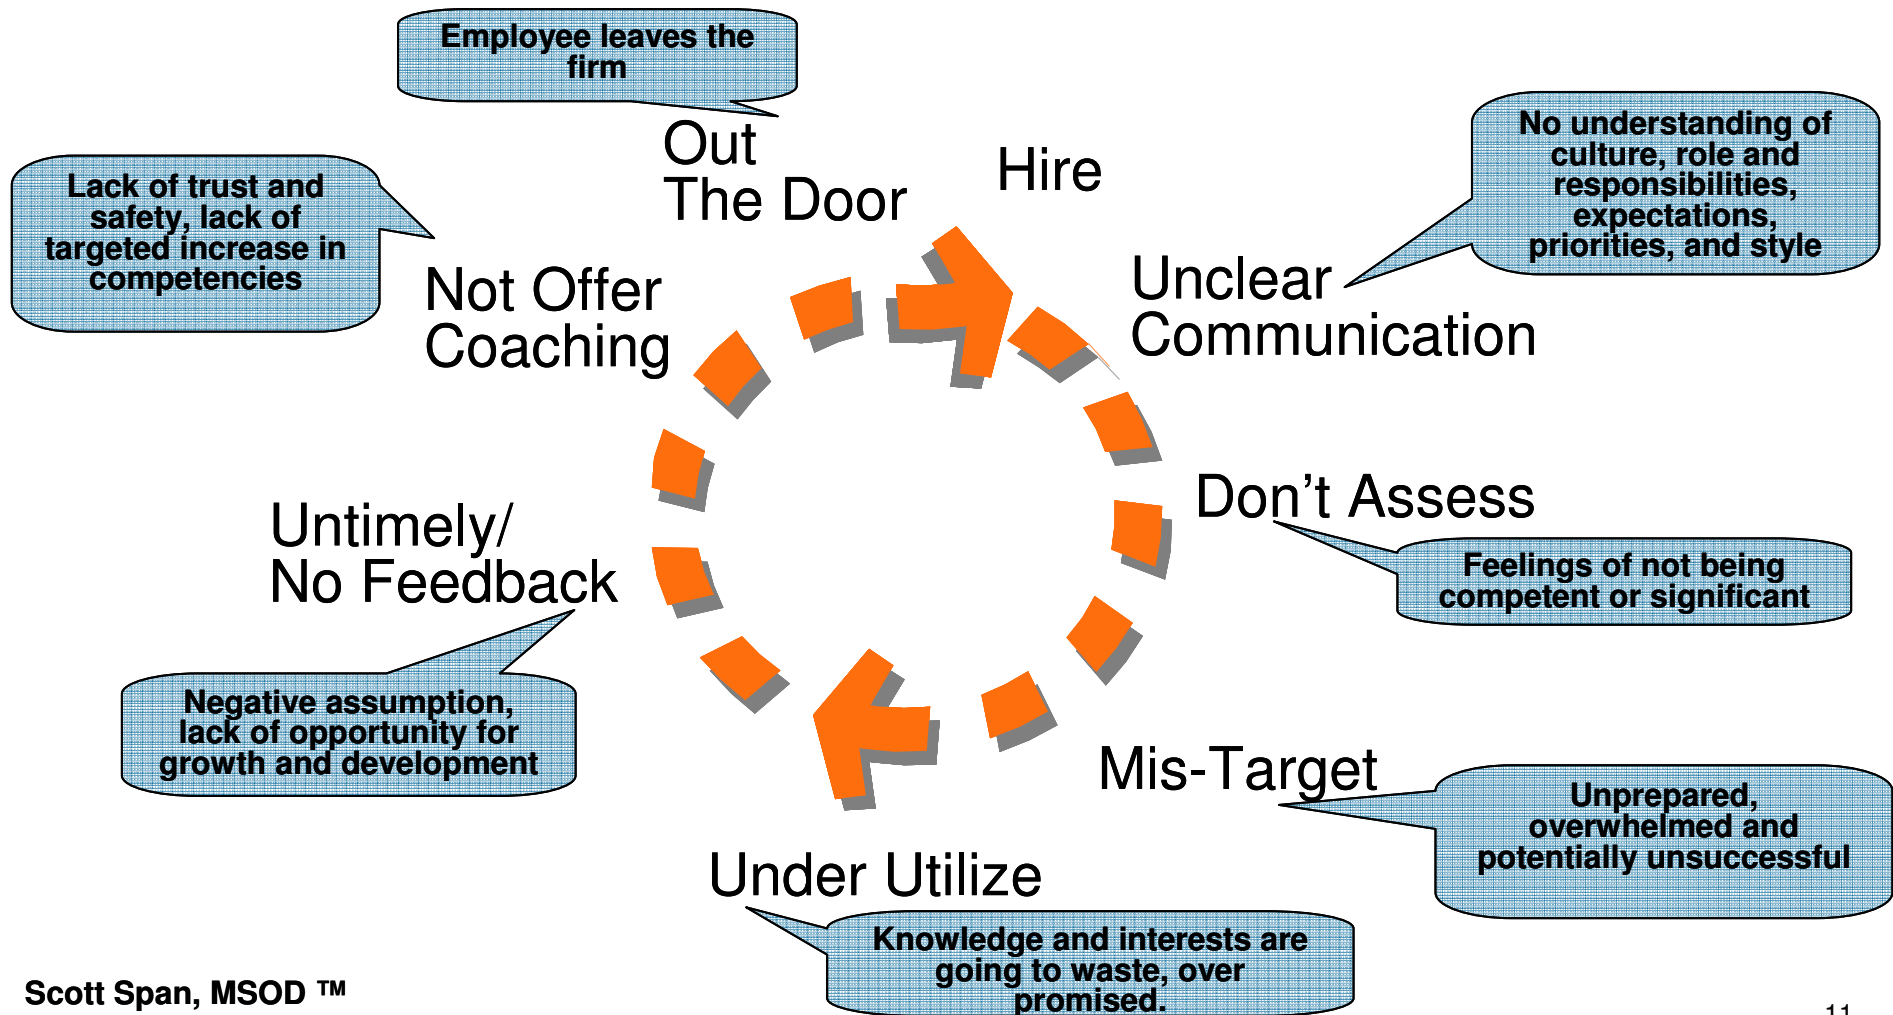 Employee leaves the
firm
Out
The Door
Hire
No understanding of
culture, role and
responsibilities,
expectations,
priorities, and style
Lack of trust and
safety, lack of
targeted increase in
competencies
Not Offer
Coaching
Unclear
Communication
Don't Assess
Feelings of not being
competent or significant
Untimely/
No Feedback
Negative assumption,
lack of opportunity for
growth and development
Mis-Target
Unprepared,
overwhelmed and
potentially unsuccessful
Under Utilize
Knowledge and interests are
going to waste, over
promised.
Scott Span, MSOD ™
11